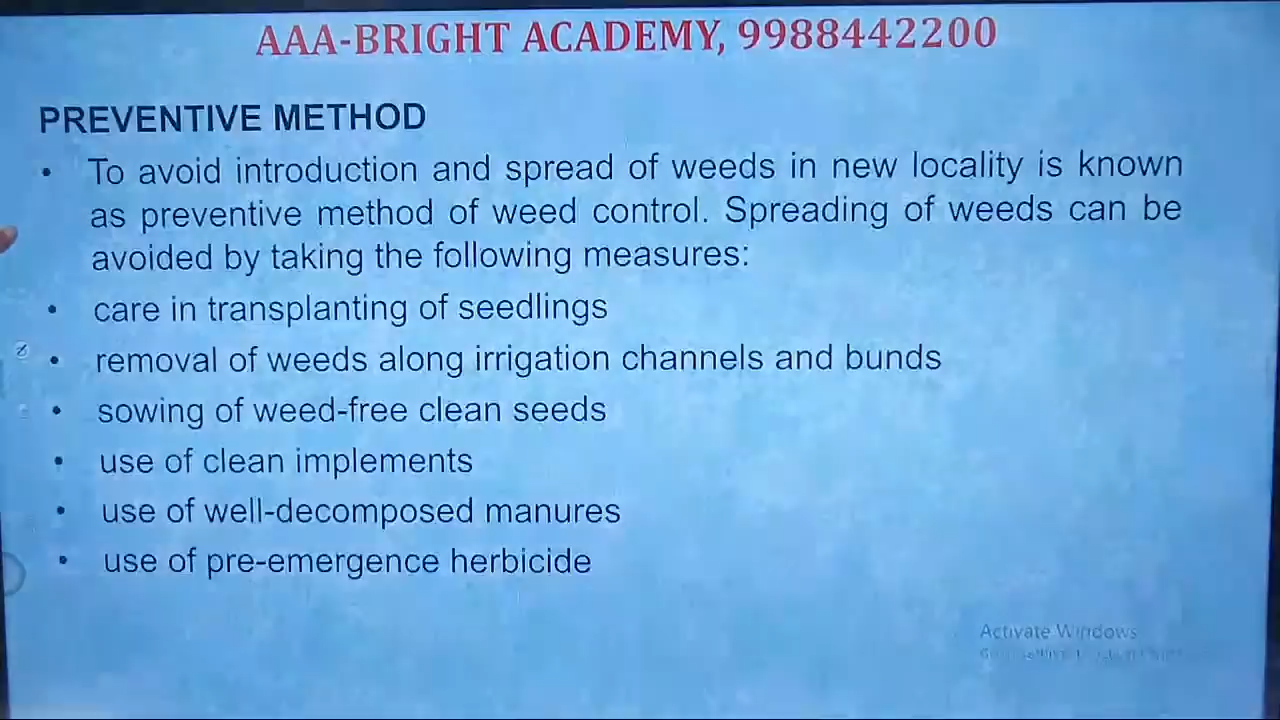 AAA-BRIGHT ACADEMY, 9988442200
PREVENTIVE METHOD
• To avoid introduction and spread of weeds in new locality is known
as preventive method of weed control. Spreading of weeds can be
avoided by taking the following measures:
• care in transplanting of seedlings
• removal of weeds along irrigation channels and bunds
• sowing of weed-free clean seeds
• use of clean implements
• use of well-decomposed manures
• use of pre-emergence herbicide
Activate Windows